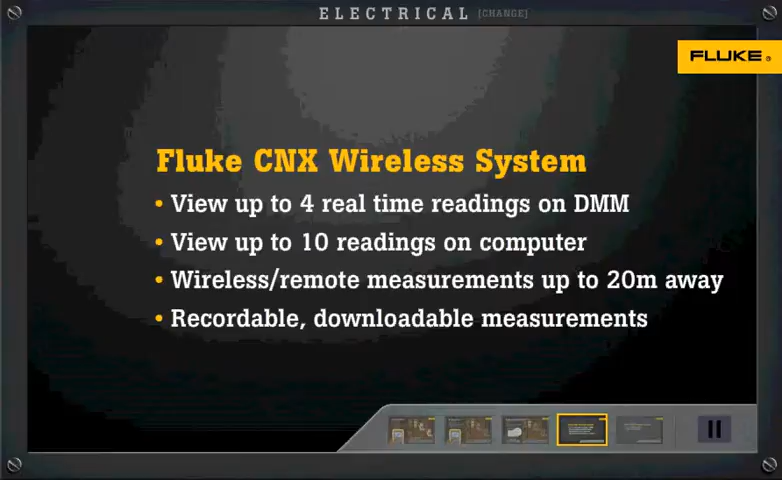 ELECTRICAL [CHANGE]
FLUKE®
Fluke CNX Wireless System
• View up to 4 real time readings on DMM
• View up to 10 readings on computer
• Wireless/remote measurements up to 20m away
• Recordable, downloadable measurements